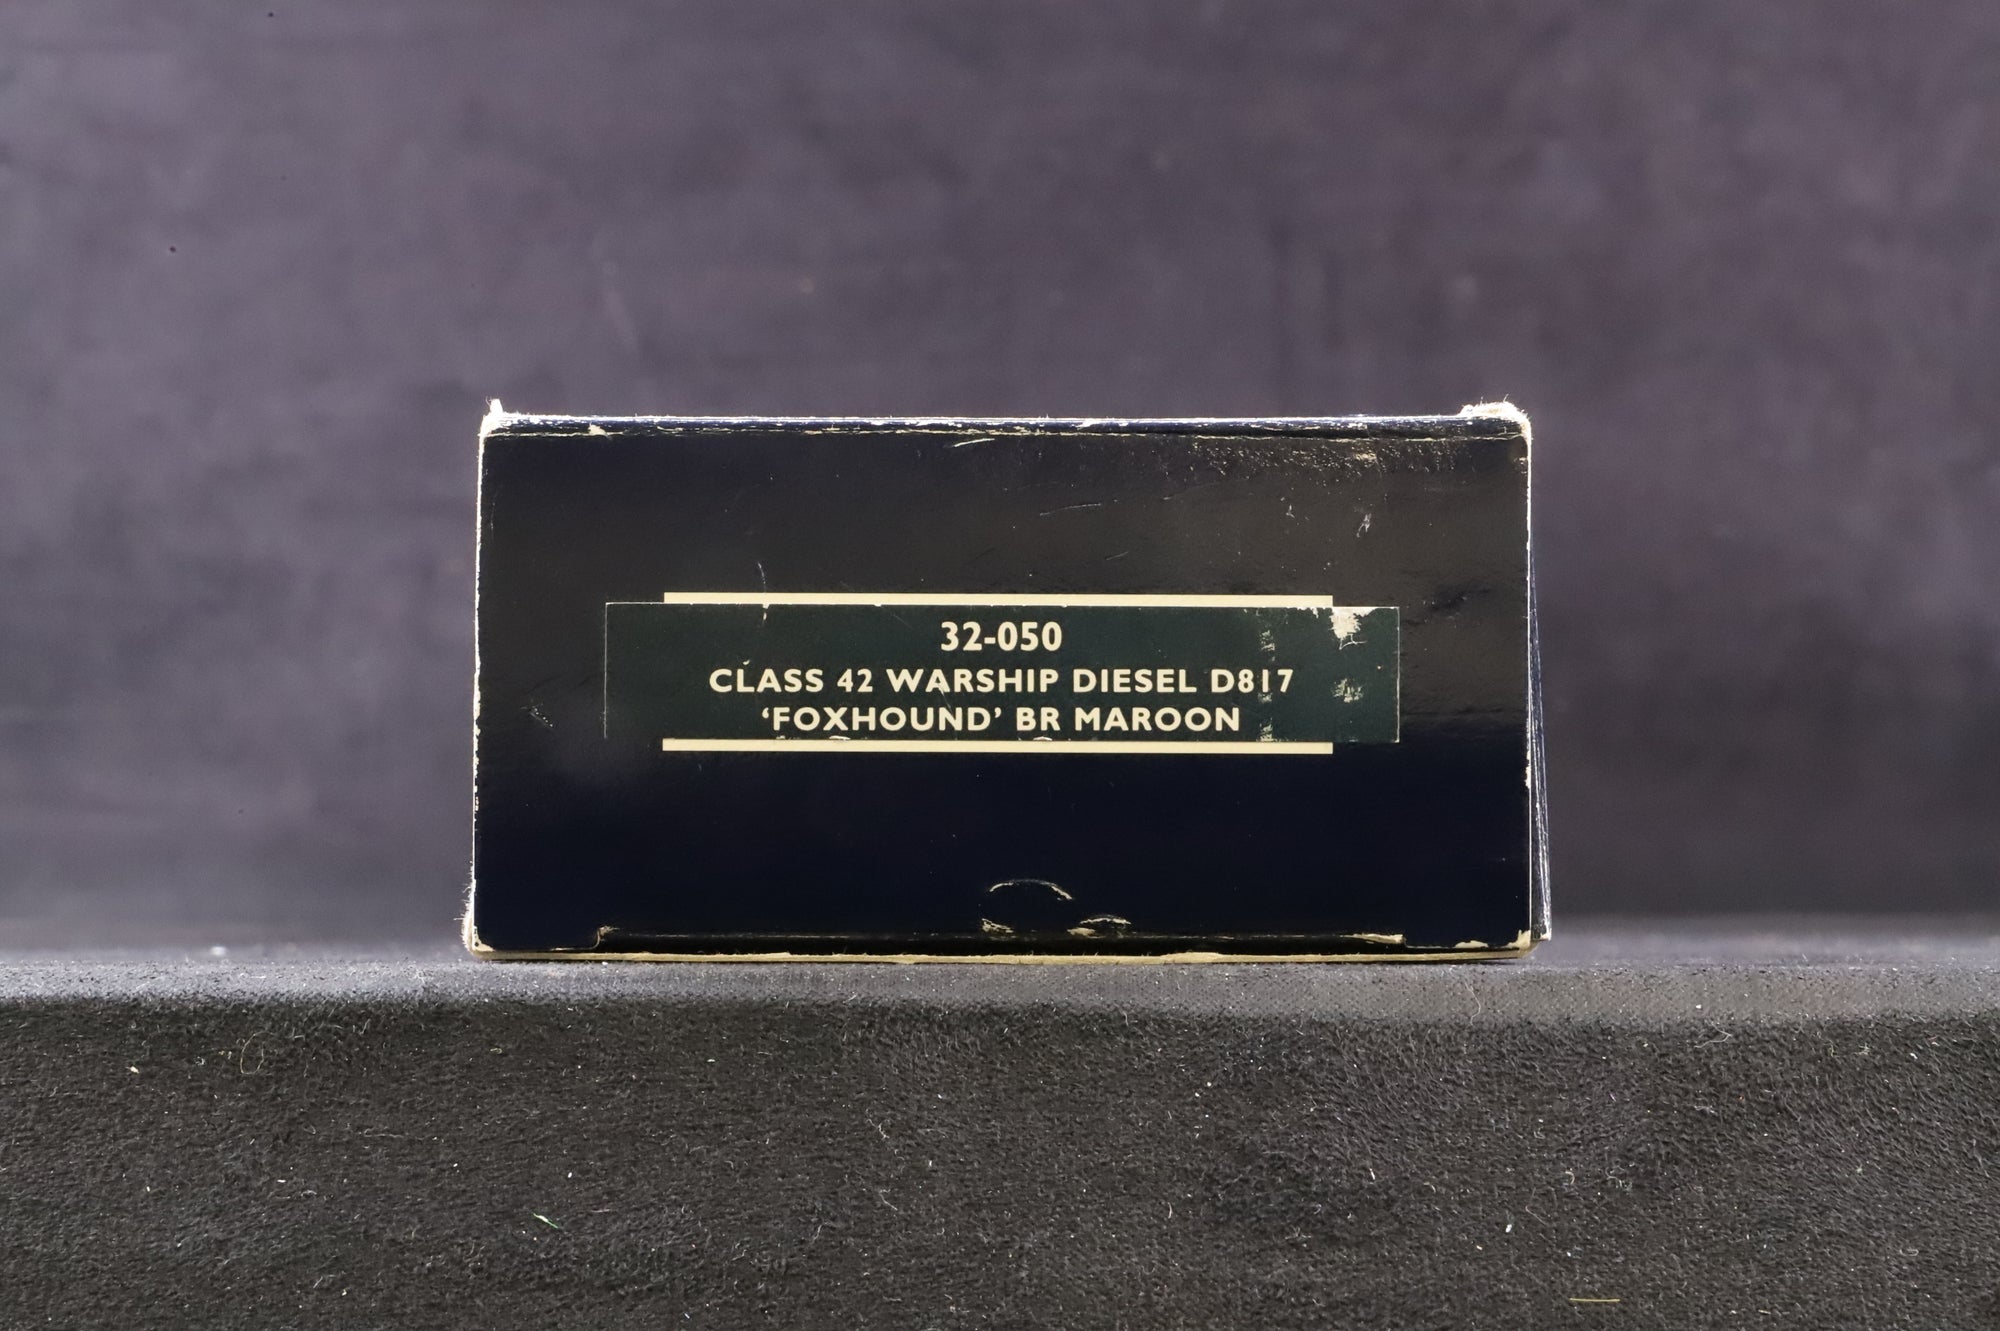 32-050
CLASS 42 WARSHIP DIESEL D817
‘FOXHOUND’ BR MAROON